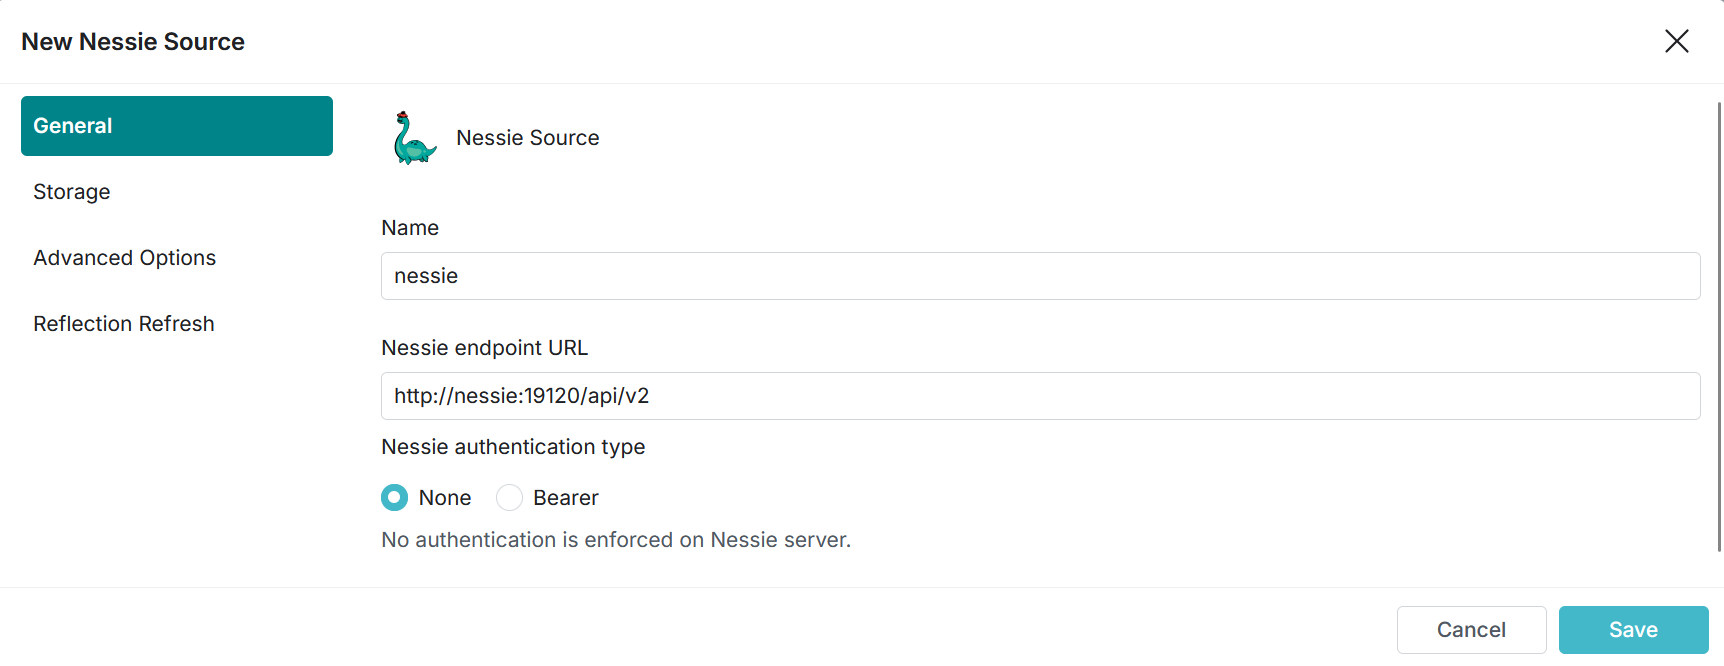 New Nessie Source
General
Storage
Advanced Options
Reflection Refresh
Nessie Source
Name
nessie
Nessie endpoint URL
http://nessie:19120/api/v2
Nessie authentication type
None Bearer
No authentication is enforced on Nessie server.
Cancel Save